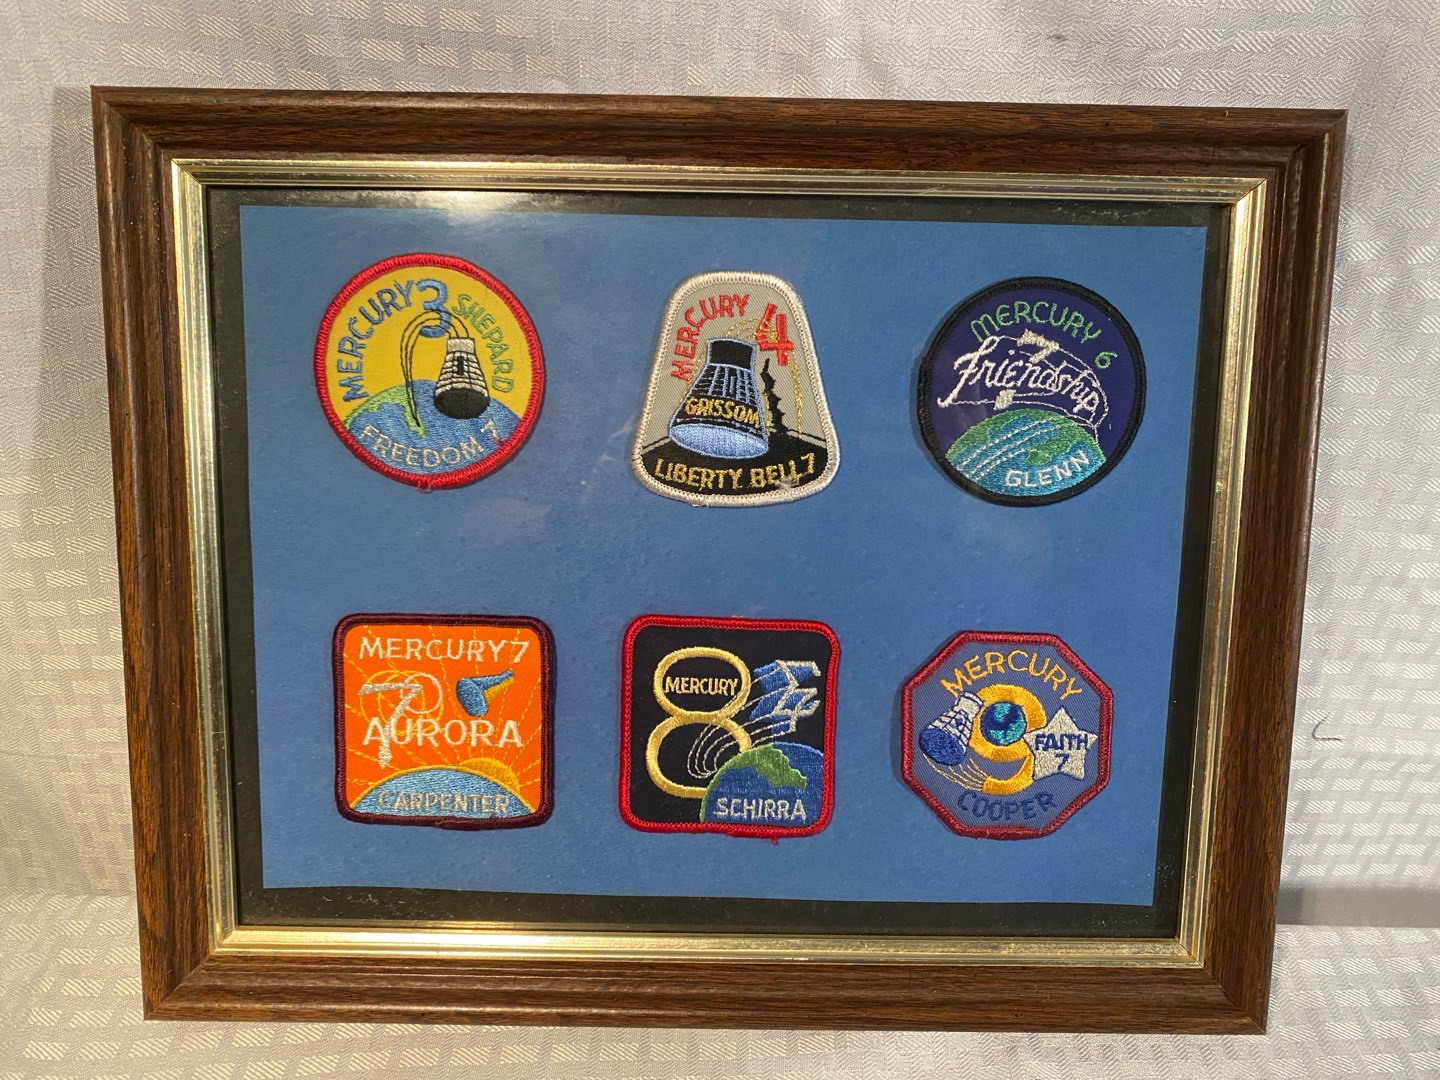 MERCURY 3 SHEPARD
FREEDOM 7
MERCURY 4
GRISSOM
LIBERTY BELL 7
MERCURY 6
7
Friendship
GLENN
MERCURY 7
7
AURORA
CARPENTER
MERCURY
8
SCHIRRA
MERCURY
9
FAITH
7
COOPER